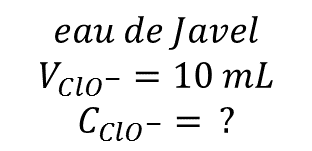 eau de Javel
V_{ClO⁻} = 10 mL
C_{ClO⁻} = ?